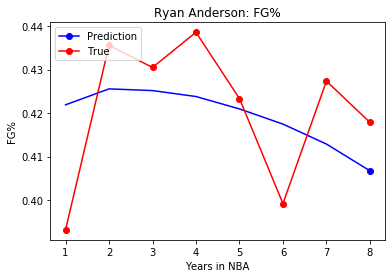 Ryan Anderson: FG%
Prediction
True
0.44
0.43
0.42
0.41
0.40
FG%
1 2 3 4 5 6 7 8
Years in NBA